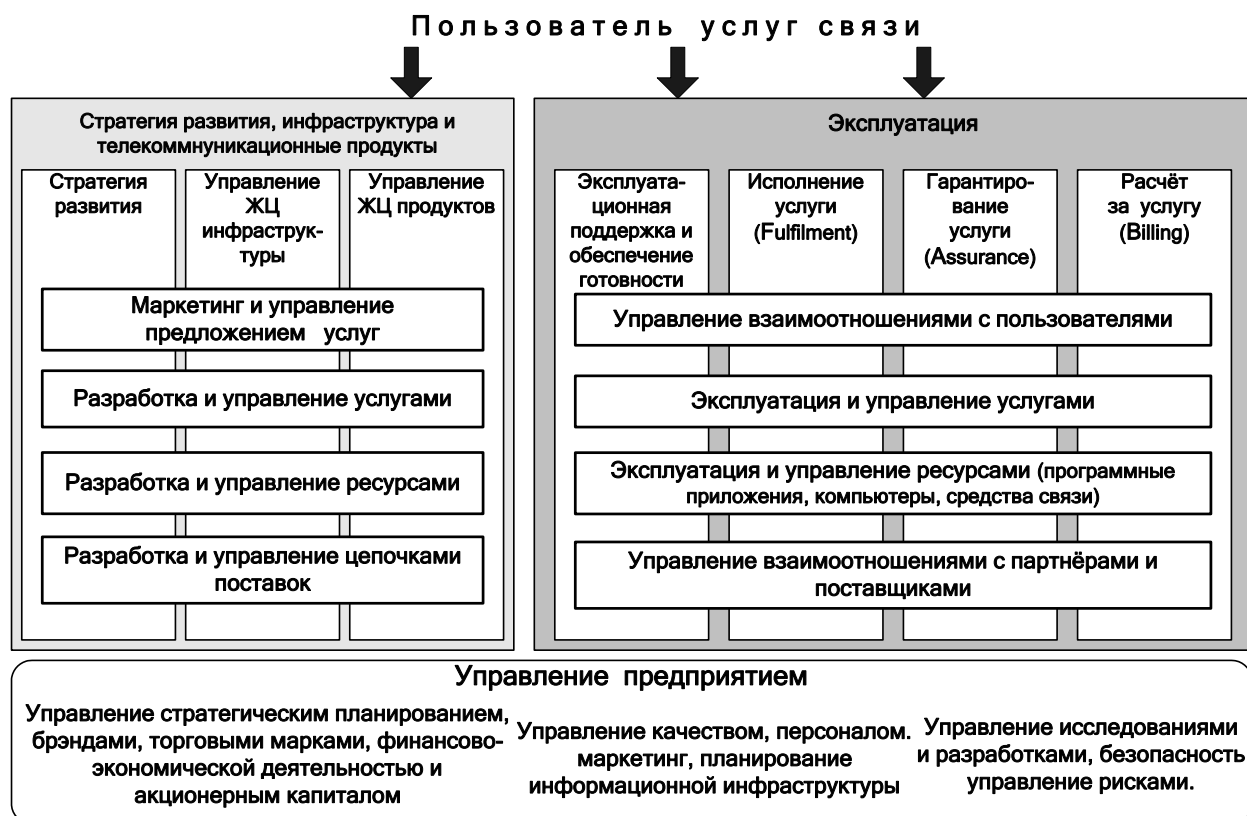 Пользователь услуг связи
Стратегия развития, инфраструктура и
телекоммнуникационные продукты
Стратегия
развития
Управление
ЖЦ
инфраструк-
туры
Управление
ЖЦ продуктов
Маркетинг и управление
предложением услуг
Разработка и управление услугами
Разработка и управление ресурсами
Разработка и управление цепочками
поставок
Эксплуатация
Эксплуата-
ционная
поддержка и
обеспечение
готовности
Исполнение
услуги
(Fulfilment)
Гарантиро-
вание
услуги
(Assurance)
Расчёт
за услугу
(Billing)
Управление взаимоотношениями с пользователями
Эксплуатация и управление услугами
Эксплуатация и управление ресурсами (программные
приложения, компьютеры, средства связи)
Управление взаимоотношениями с партнёрами и
поставщиками
Управление предприятием
Управление стратегическим планированием,
брэндами, торговыми марками, финансово-
экономической деятельностью и
акционерным капиталом
Управление качеством, персоналом.
маркетинг, планирование
информационной инфраструктуры
Управление исследованиями
и разработками, безопасность
управление рисками.